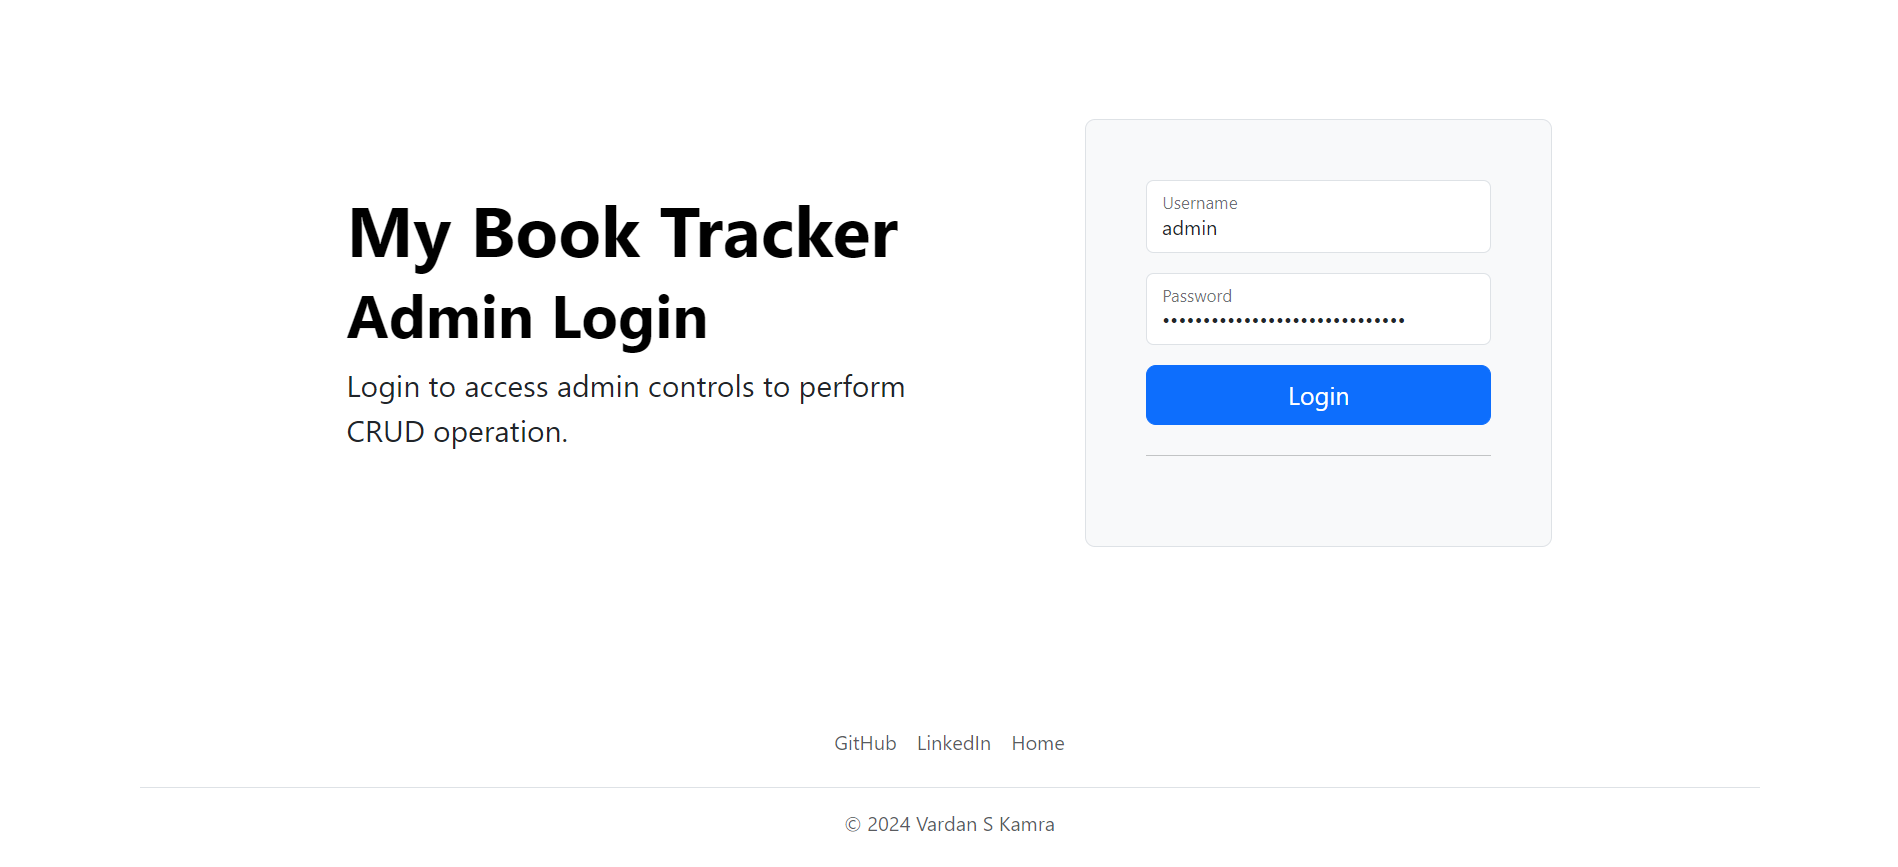 My Book Tracker
Admin Login
Login to access admin controls to perform
CRUD operation.
Username
admin
Password
••••••••••••••••••••••••••••••
Login
GitHub LinkedIn Home
© 2024 Vardan S Kamra